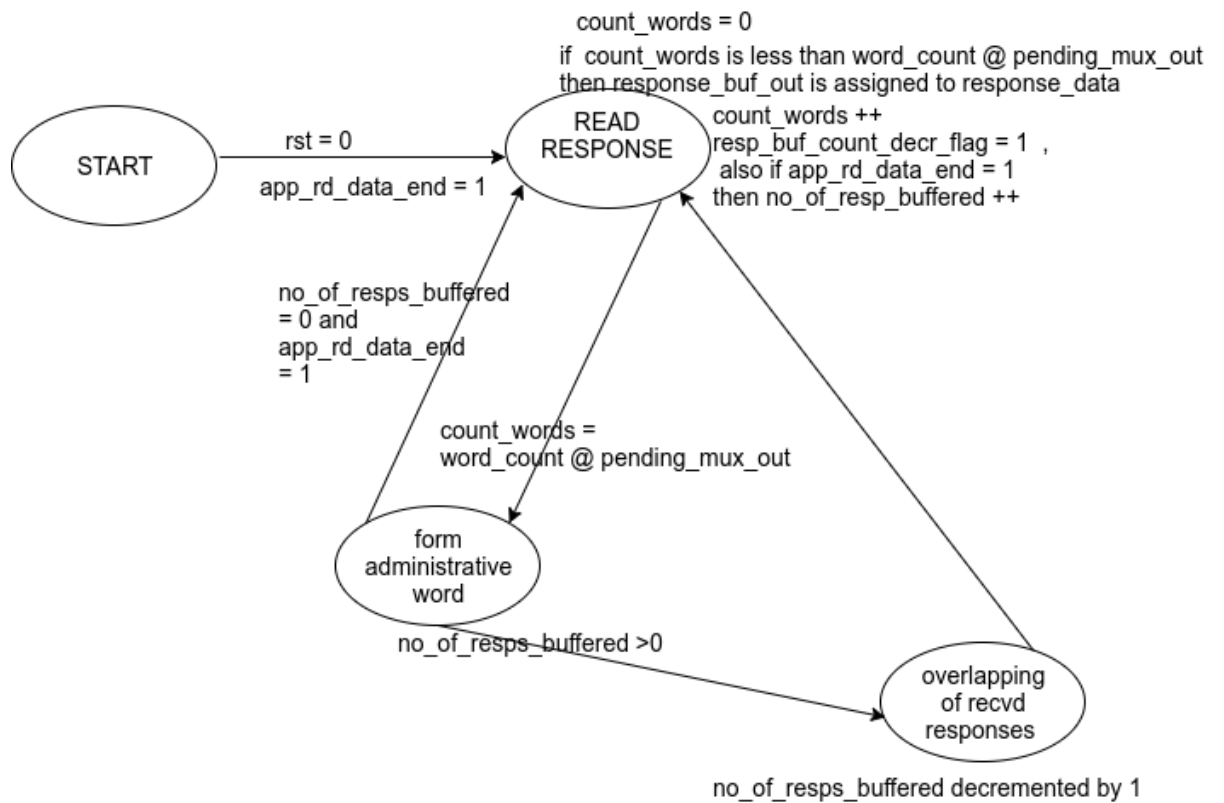 count_words = 0
if count_words is less than word_count @ pending_mux_out
then response_buf_out is assigned to response_data
START
rst = 0
app_rd_data_end = 1
READ
RESPONSE
count_words ++
resp_buf_count_decr_flag = 1 ,
also if app_rd_data_end = 1
then no_of_resp_buffered ++
no_of_resps_buffered
= 0 and
app_rd_data_end
= 1
count_words =
word_count @ pending_mux_out
form
administrative
word
no_of_resps_buffered >0
overlapping
of recvd
responses
no_of_resps_buffered decremented by 1